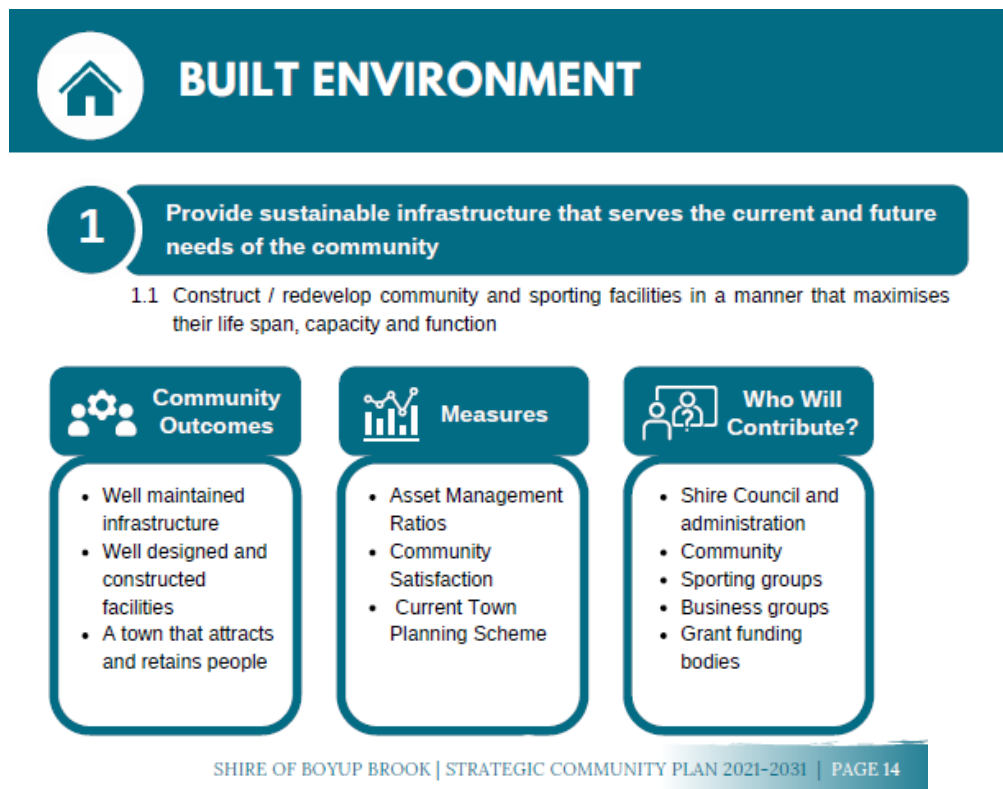 BUILT ENVIRONMENT
1
Provide sustainable infrastructure that serves the current and future
needs of the community
1.1 Construct / redevelop community and sporting facilities in a manner that maximises
their life span, capacity and function
Community
Outcomes
• Well maintained
infrastructure
• Well designed and
constructed
facilities
• A town that attracts
and retains people
Measures
• Asset Management
Ratios
• Community
Satisfaction
• Current Town
Planning Scheme
Who Will
Contribute?
• Shire Council and
administration
• Community
• Sporting groups
• Business groups
• Grant funding
bodies
SHIRE OF BOYUP BROOK | STRATEGIC COMMUNITY PLAN 2021-2031 | PAGE 14